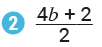 2 (4b + 2)/2